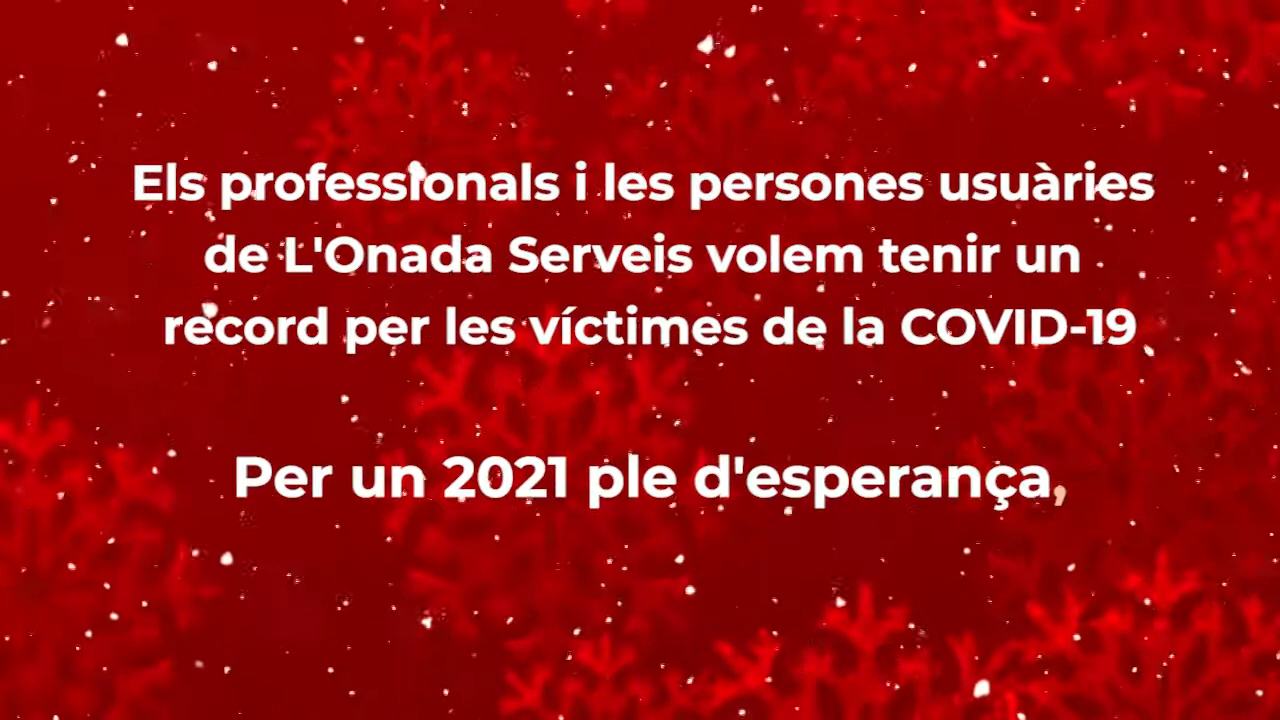 Els professionals i les persones usuàries
de L'Onada Serveis volem tenir un
record per les víctimes de la COVID-19
Per un 2021 ple d'esperança,